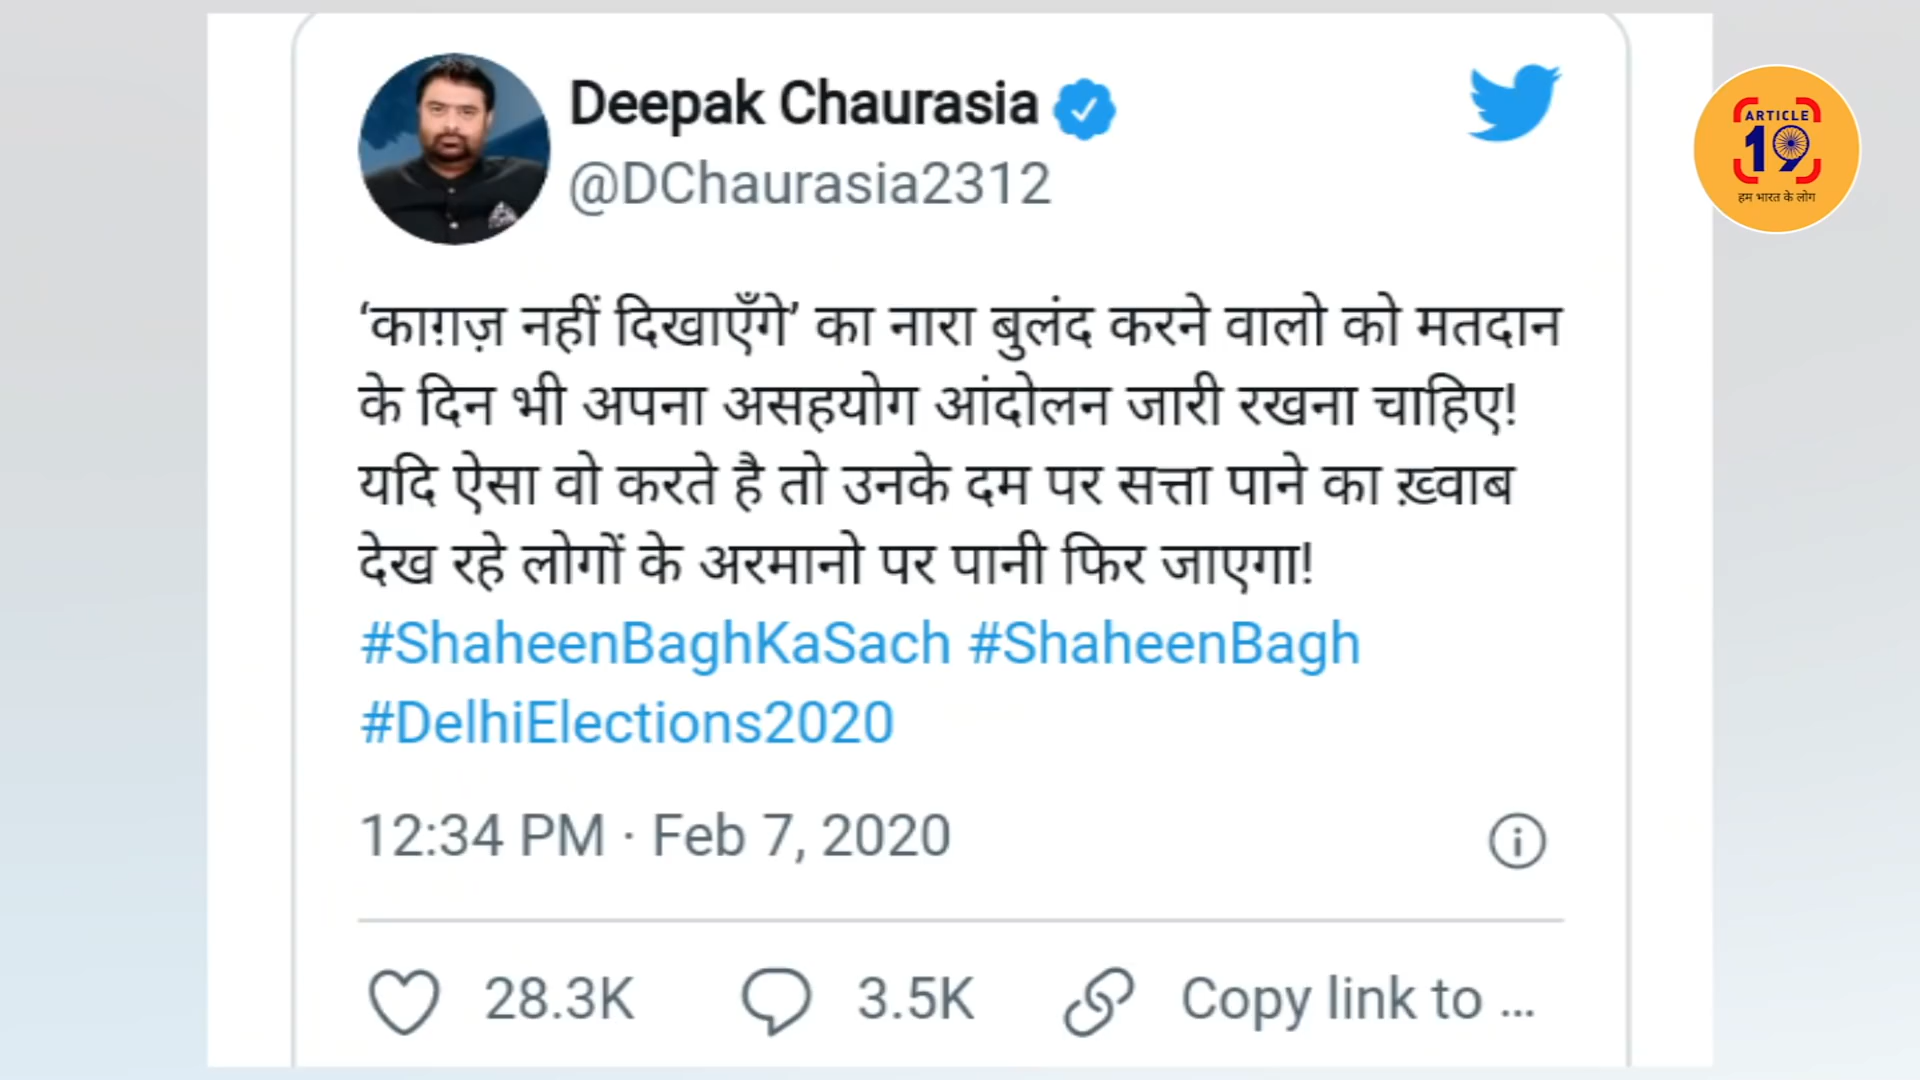 Deepak Chaurasia
@DChaurasia2312
ARTICLE
19
हम भारत के लोग
‘काग़ज़ नहीं दिखाएँगे’ का नारा बुलंद करने वालो को मतदान
के दिन भी अपना असहयोग आंदोलन जारी रखना चाहिए!
यदि ऐसा वो करते है तो उनके दम पर सत्ता पाने का ख़्वाब
देख रहे लोगों के अरमानो पर पानी फिर जाएगा!
#ShaheenBaghKaSach #ShaheenBagh
#DelhiElections2020
12:34 PM · Feb 7, 2020
28.3K 3.5K Copy link to ...